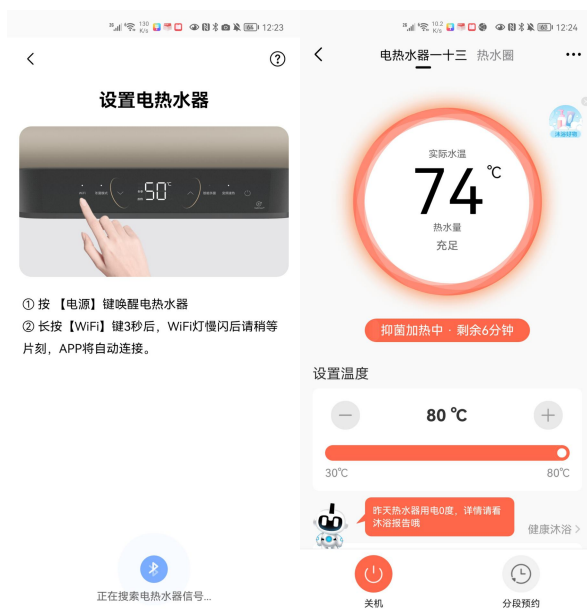 130
K/s
64
12:23
设置电热水器
WiFi
50℃
① 按 【电源】键唤醒电热水器
② 长按【WiFi】键3秒后，WiFi灯慢闪后请稍等
片刻，APP将自动连接。
正在搜索电热水器信号...
10.2
K/s
60
12:24
电热水器一十三 热水圈
实际水温
74℃
热水量
充足
抑菌加热中 · 剩余6分钟
设置温度
80 ℃
30℃
80℃
昨天热水器用电0度，详情请看
沐浴报告哦
健康沐浴
关机
分段预约